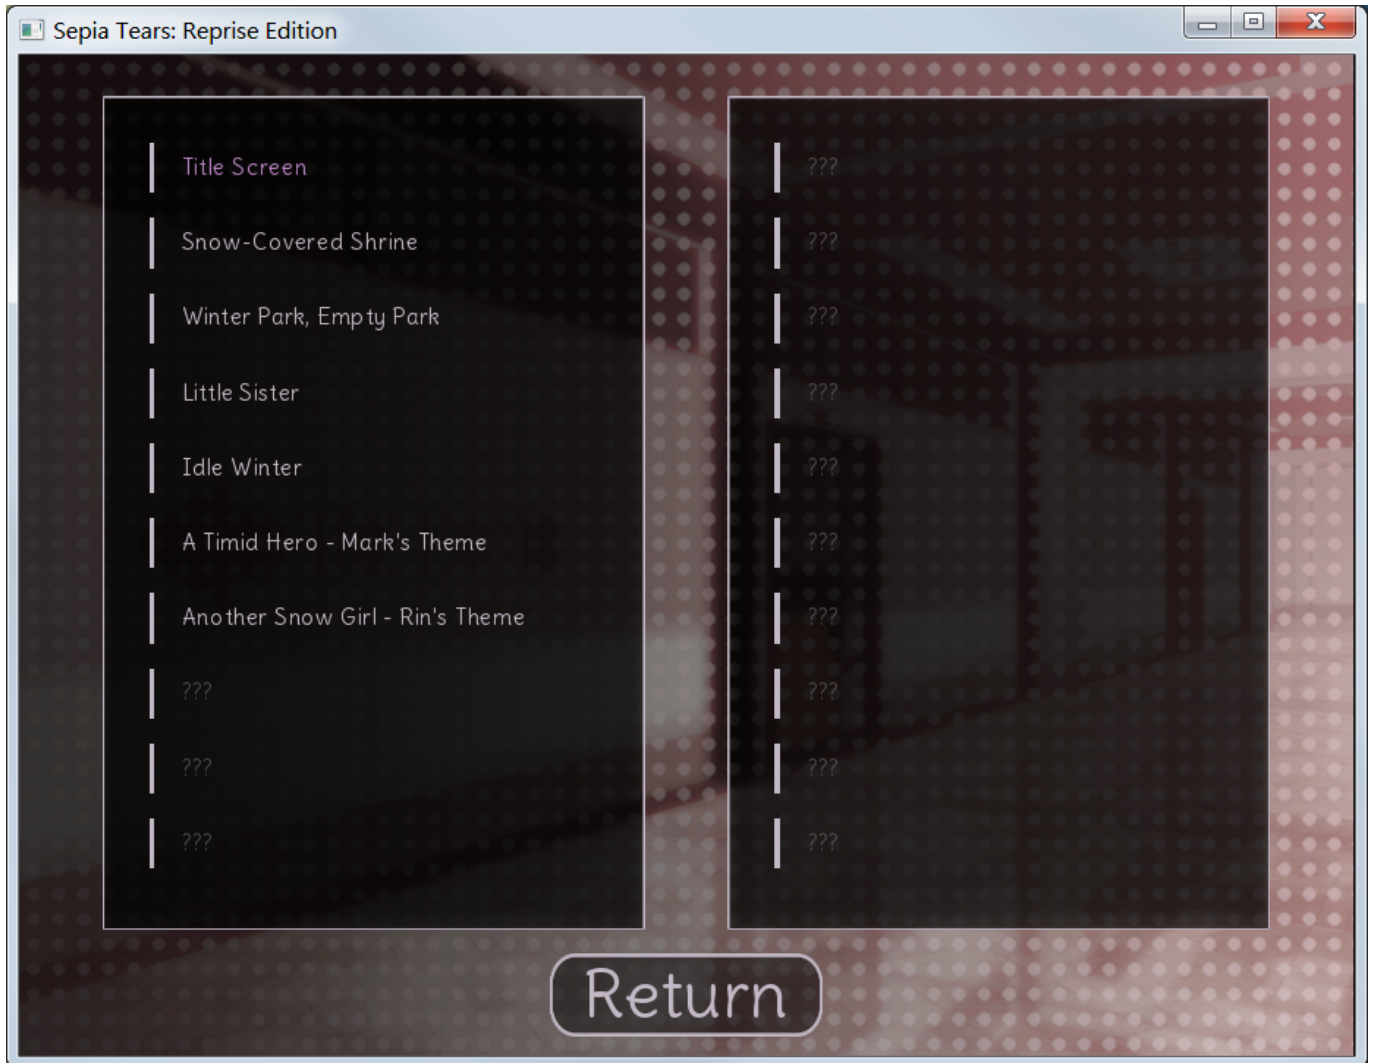 Sepia Tears: Reprise Edition
Title Screen
Snow-Covered Shrine
Winter Park, Empty Park
Little Sister
Idle Winter
A Timid Hero - Mark's Theme
Another Snow Girl - Rin's Theme
???
???
???
???
???
???
???
???
???
???
???
???
???
Return